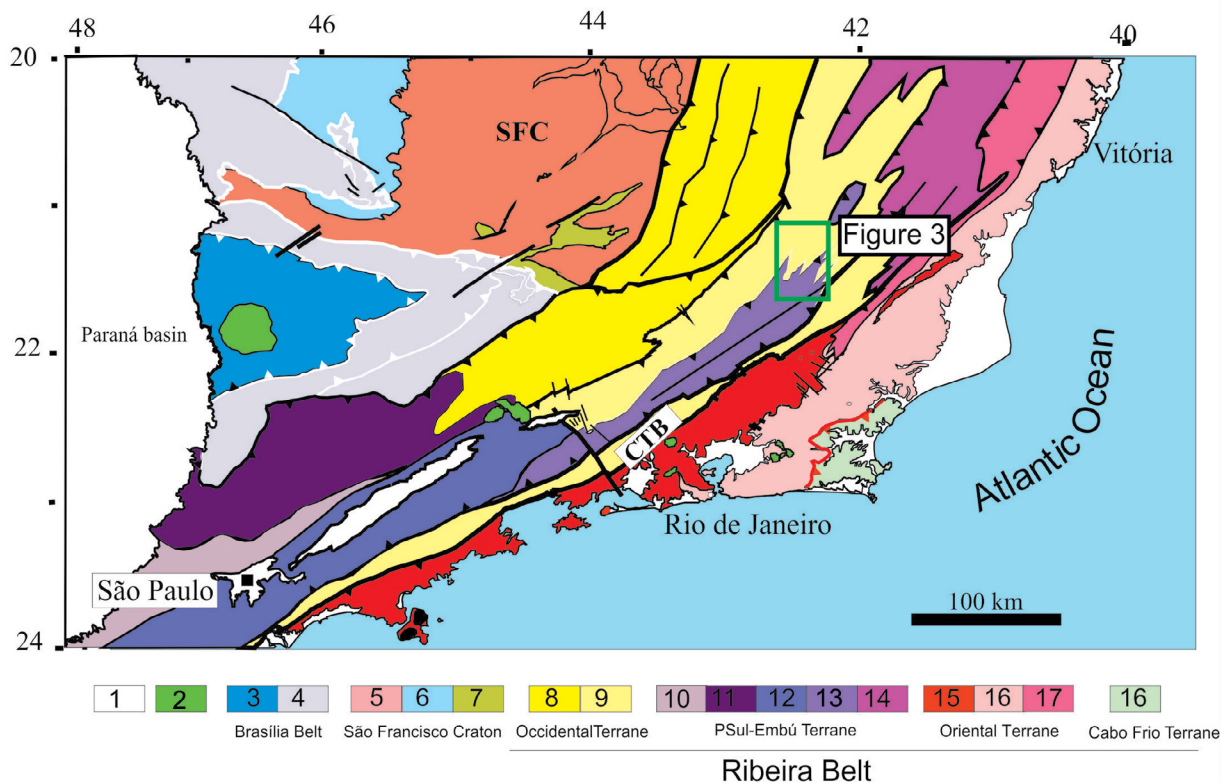 48 46 44 42 40
20
SFC
Vitória
Figure 3
22
Paraná basin
CTB
Atlantic Ocean
Rio de Janeiro
São Paulo
100 km
24
1 2 3 4 5 6 7 8 9 10 11 12 13 14 15 16 17 16
Brasília Belt São Francisco Craton OccidentalTerrane PSul-Embú Terrane Oriental Terrane Cabo Frio Terrane
Ribeira Belt